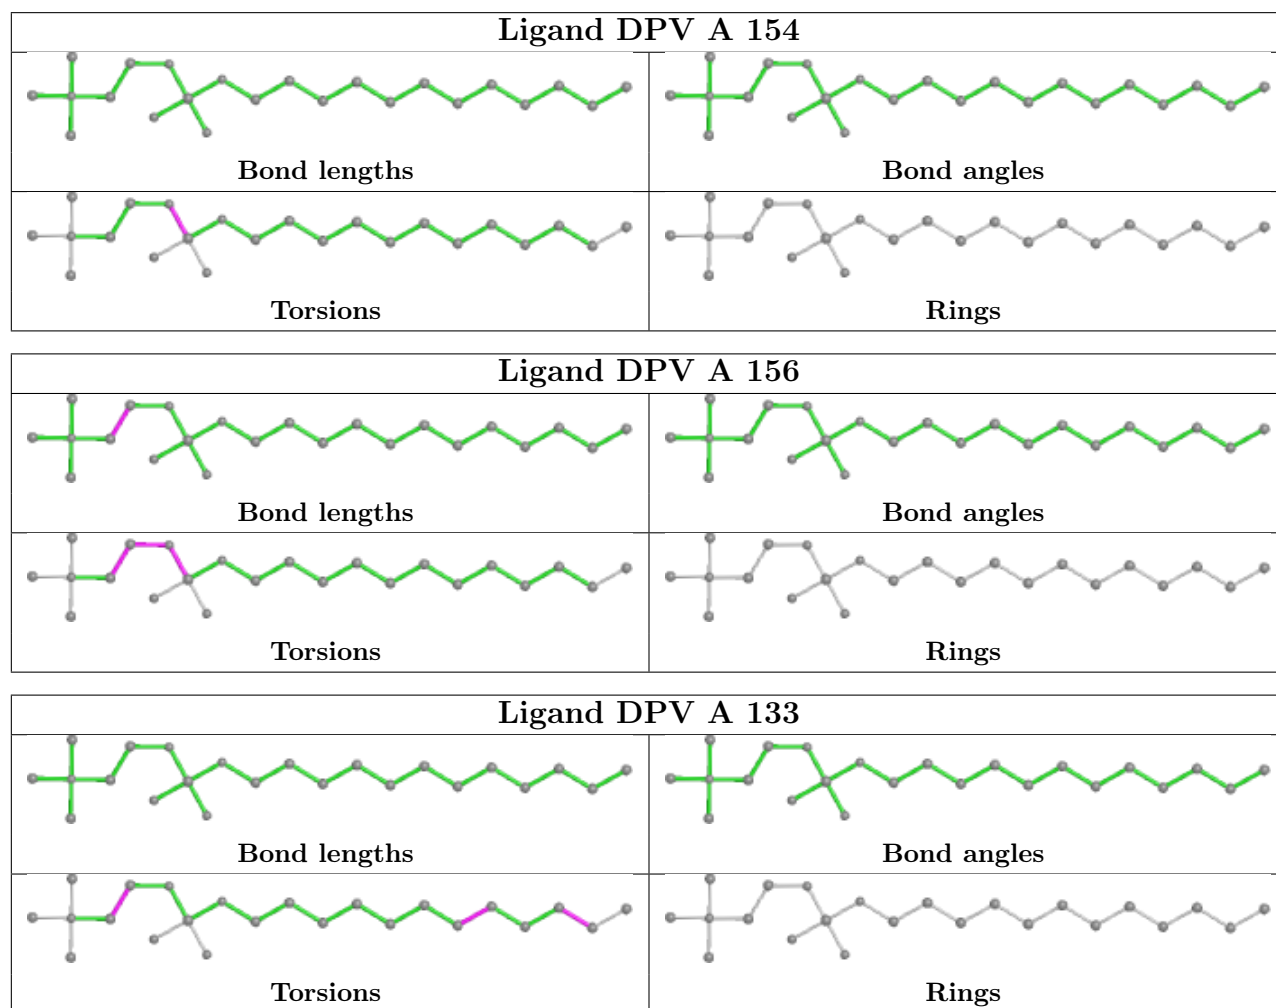 Ligand DPV A 154
Bond lengths
Bond angles
Torsions
Rings
Ligand DPV A 156
Bond lengths
Bond angles
Torsions
Rings
Ligand DPV A 133
Bond lengths
Bond angles
Torsions
Rings